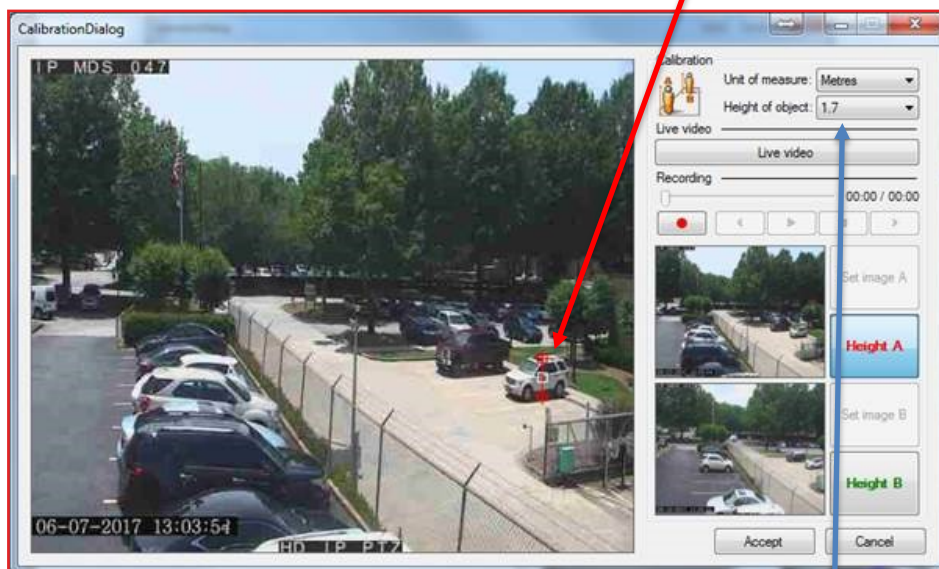 CalibrationDialog
IP MDS 047
06-07-2017 13:03:54
HD IP PTZ
Calibration
Unit of measure: Metres
Height of object: 1.7
Live video
Live video
Recording
00:00 / 00:00
Set image A
Height A
Set image B
Height B
Accept
Cancel